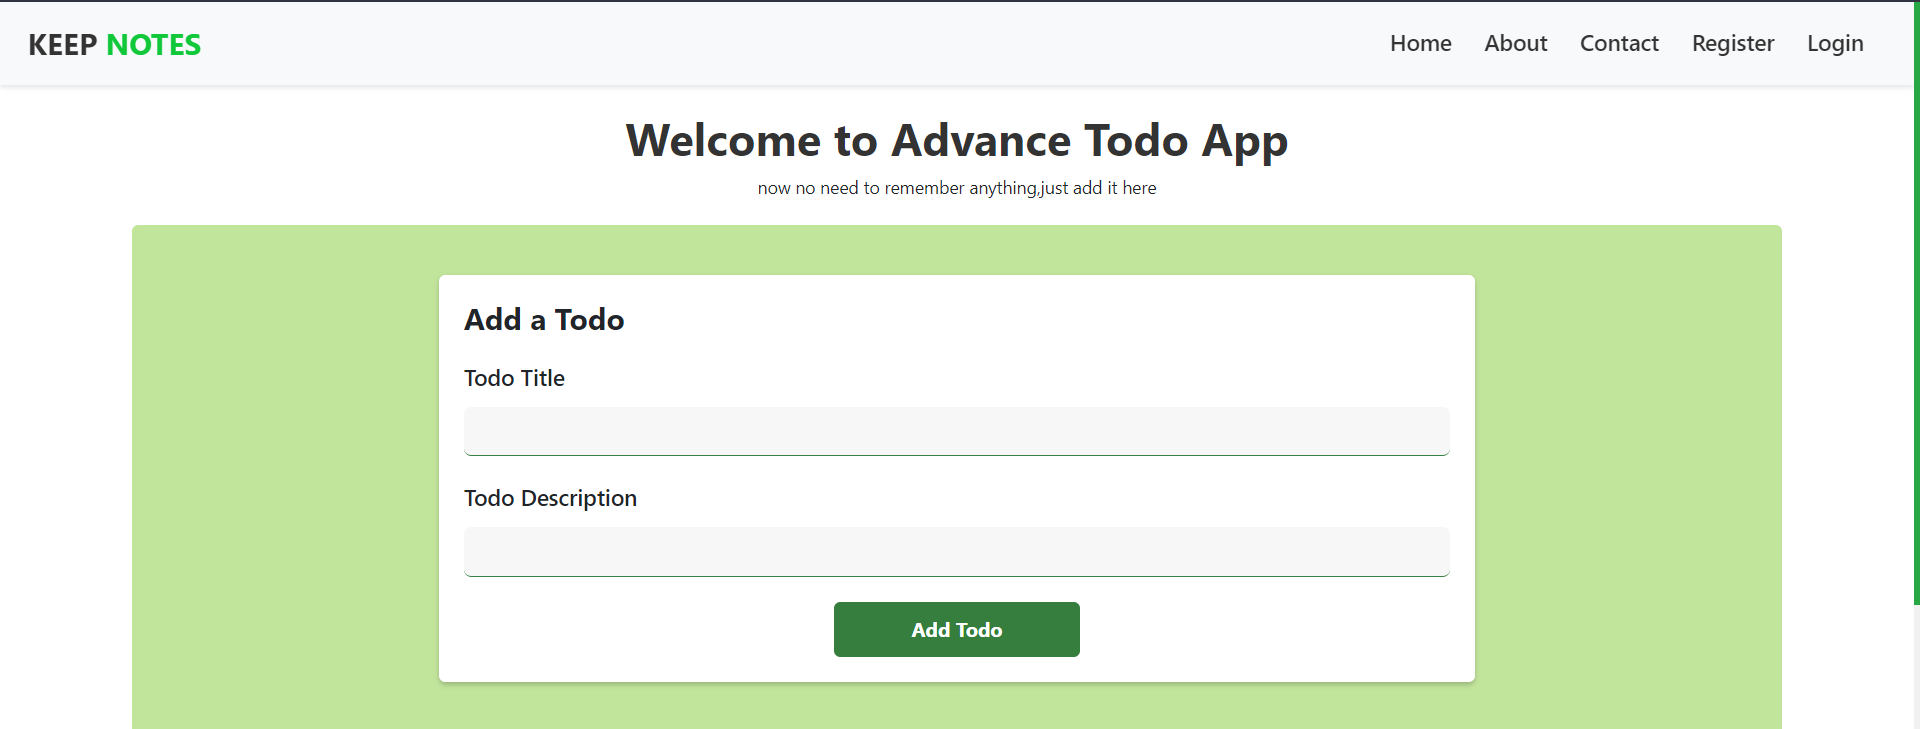 KEEP NOTES
Home About Contact Register Login
Welcome to Advance Todo App
now no need to remember anything,just add it here
Add a Todo
Todo Title
Todo Description
Add Todo